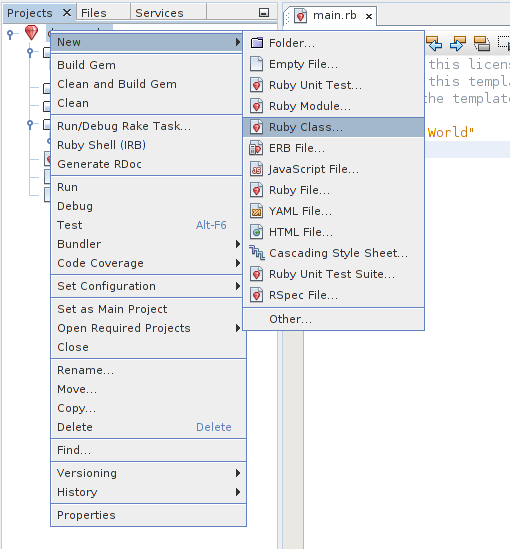 Projects Files Services
main.rb
New
Build Gem
Clean and Build Gem
Clean
Run/Debug Rake Task...
Ruby Shell (IRB)
Generate RDoc
Run
Debug
Test Alt-F6
Bundler
Code Coverage
Set Configuration
Set as Main Project
Open Required Projects
Close
Rename...
Move...
Copy...
Delete Delete
Find...
Versioning
History
Properties
Folder...
Empty File...
Ruby Unit Test...
Ruby Module...
Ruby Class...
ERB File...
JavaScript File...
Ruby File...
YAML File...
HTML File...
Cascading Style Sheet...
Ruby Unit Test Suite...
RSpec File...
Other...
this licens
this templa
the template
World"